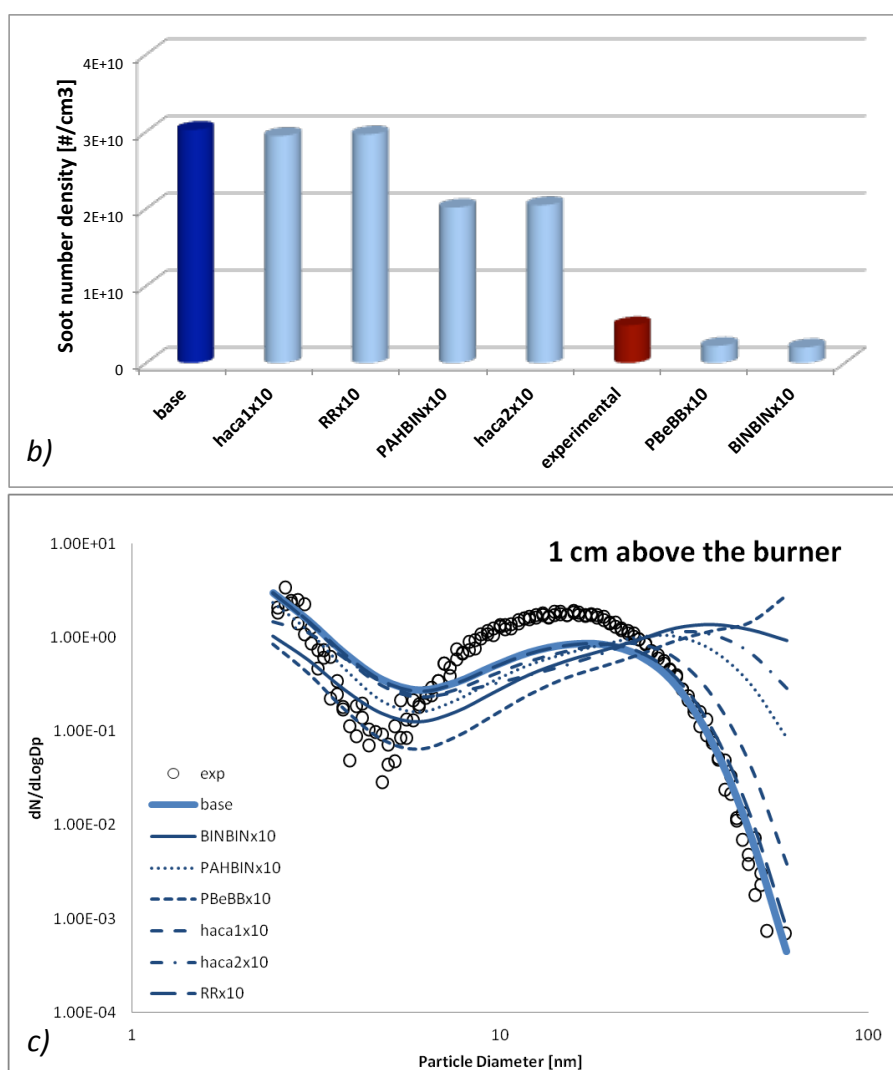 4E+10
3E+10
2E+10
1E+10
0
Soot number density [#/cm3]
base
haca1x10
RRx10
PAHBINx10
haca2x10
experimental
PBeBBx10
BINBINx10
b)
1 cm above the burner
1.00E+01
1.00E+00
1.00E-01
1.00E-02
1.00E-03
1.00E-04
dN/dLogDp
exp
base
BINBINx10
PAHBINx10
PBeBBx10
haca1x10
haca2x10
RRx10
1
10
100
Particle Diameter [nm]
c)